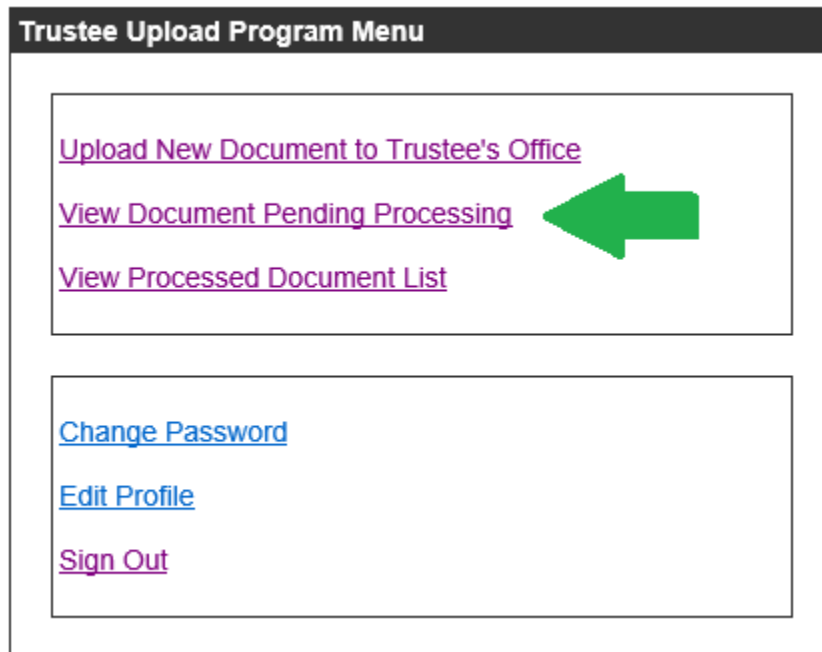 Trustee Upload Program Menu
Upload New Document to Trustee's Office
View Document Pending Processing
View Processed Document List
Change Password
Edit Profile
Sign Out